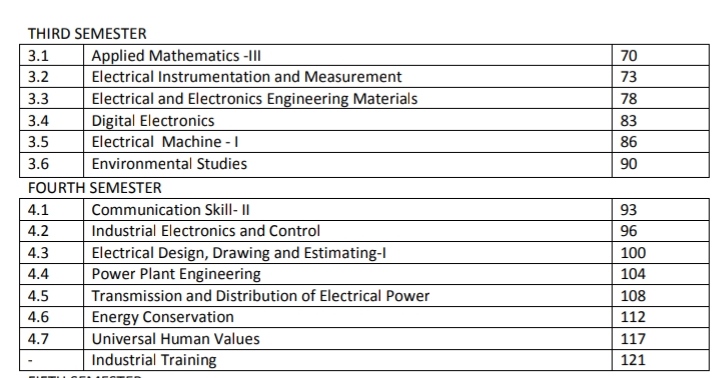 THIRD SEMESTER
3.1 Applied Mathematics -III 70
3.2 Electrical Instrumentation and Measurement 73
3.3 Electrical and Electronics Engineering Materials 78
3.4 Digital Electronics 83
3.5 Electrical Machine - I 86
3.6 Environmental Studies 90
FOURTH SEMESTER
4.1 Communication Skill- II 93
4.2 Industrial Electronics and Control 96
4.3 Electrical Design, Drawing and Estimating-I 100
4.4 Power Plant Engineering 104
4.5 Transmission and Distribution of Electrical Power 108
4.6 Energy Conservation 112
4.7 Universal Human Values 117
- Industrial Training 121